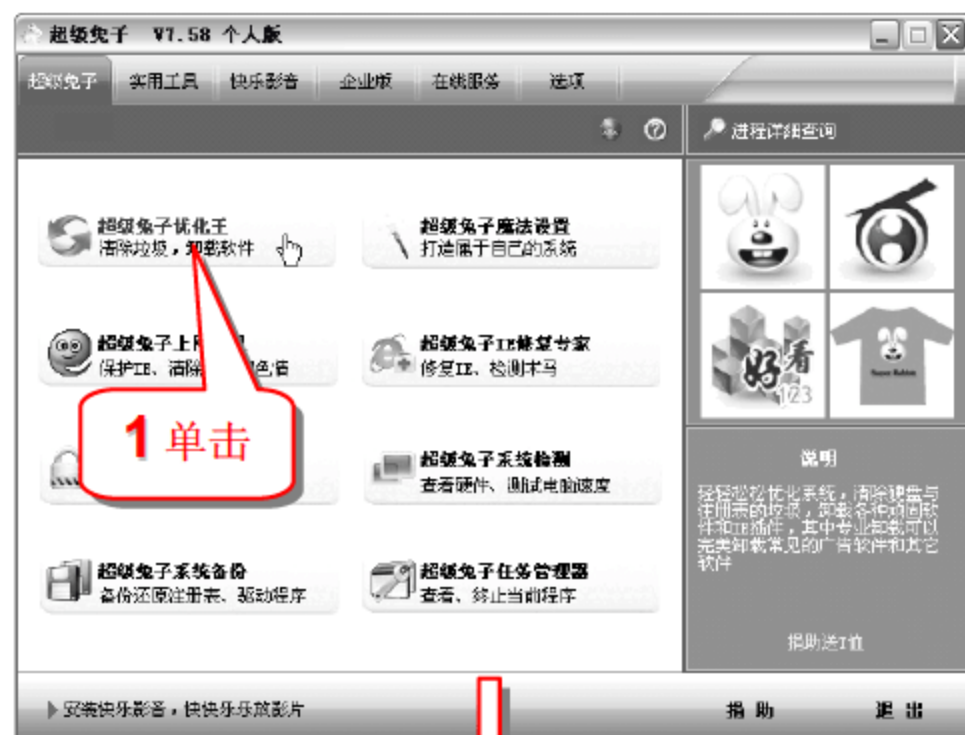 超级兔子 V7.58 个人版
超级兔子 实用工具 快乐影音 企业版 在线服务 选项
进程详细查询
超级兔子优化王
清除垃圾，卸载软件
超级兔子魔法设置
打造属于自己的系统
超级兔子上
保护IE、清除
超级兔子IE修复专家
修复IE、检测木马
好看
123
1 单击
超级兔子系统检测
查看硬件、测试电脑速度
说明
轻轻松松优化系统，清除硬盘与
注册表的垃圾，卸载各种顽固软
件和IE插件，其中专业卸载可以
完美卸载常见的广告软件和其它
软件
超级兔子系统备份
备份还原注册表、驱动程序
超级兔子任务管理器
查看、终止当前程序
捐助送I值
安装快乐影音，快快乐乐放影片
捐助
退出